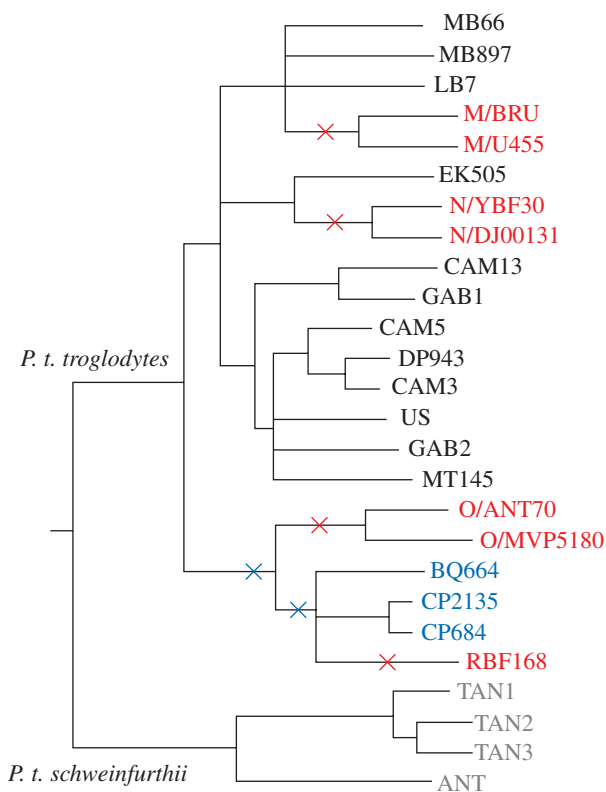 MB66
MB897
LB7
M/BRU
M/U455
EK505
N/YBF30
N/DJ00131
CAM13
GAB1
CAM5
P. t. troglodytes
DP943
CAM3
US
GAB2
MT145
O/ANT70
O/MVP5180
BQ664
CP2135
CP684
RBF168
TAN1
TAN2
TAN3
P. t. schweinfurthii
ANT